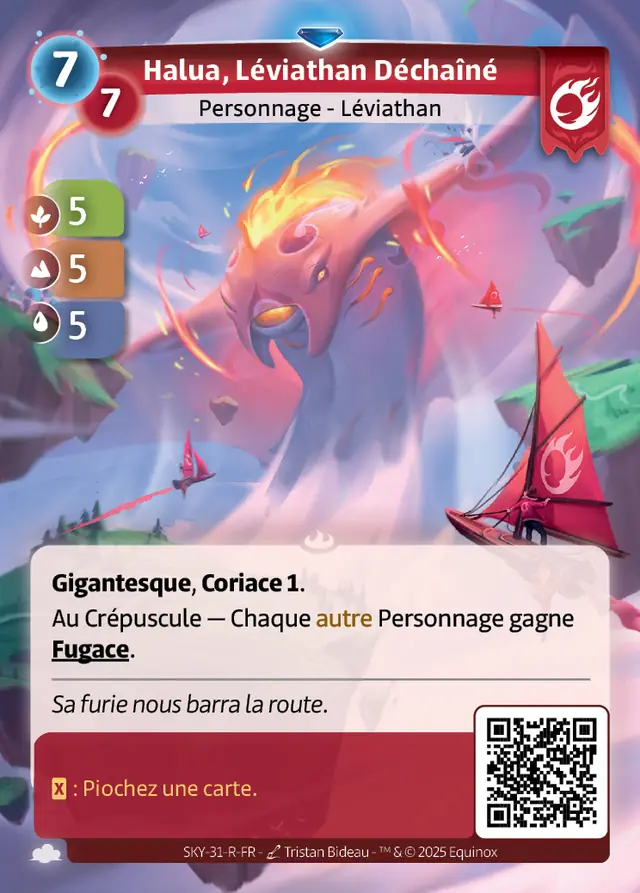 7
7
Halua, Léviathan Déchaîné
Personnage - Léviathan
5
5
5
Gigantesque, Coriace 1.
Au Crépuscule — Chaque autre Personnage gagne
Fugace.
Sa furie nous barra la route.
X : Piochez une carte.
SKY-31-R-FR - Tristan Bideau - ™ & © 2025 Equinox